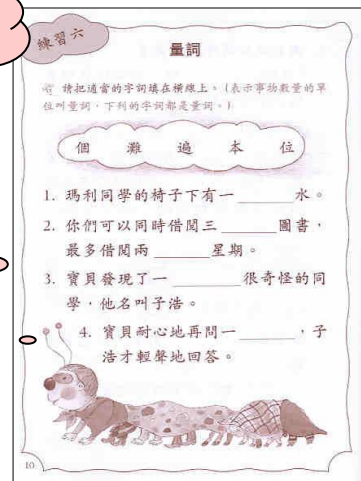 練習六
量詞
請把適當的字詞填在橫線上。(表示事物數量的單
位叫量詞，下列的字詞都是量詞。)
個 灘 遍 本 位
1. 瑪利同學的椅子下有一______水。
2. 你們可以同時借閱三______圖書，
最多借閱兩______星期。
3. 寶貝發現了一______很奇怪的同
學，他名叫子浩。
4. 寶貝耐心地再問一______，子
浩才輕聲地回答。
10